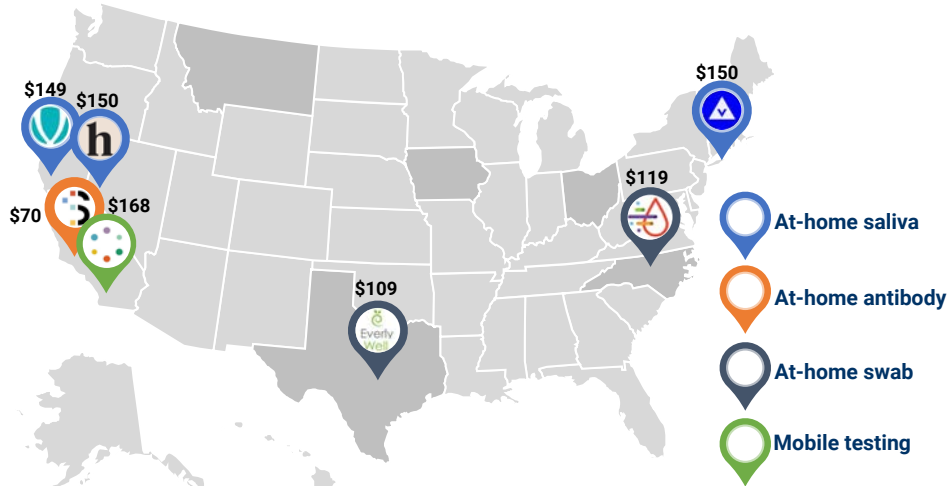 $150
$149
$150
$119
$70
$168
h
S
V
At-home saliva
At-home antibody
$109
Everly
Well
At-home swab
Mobile testing